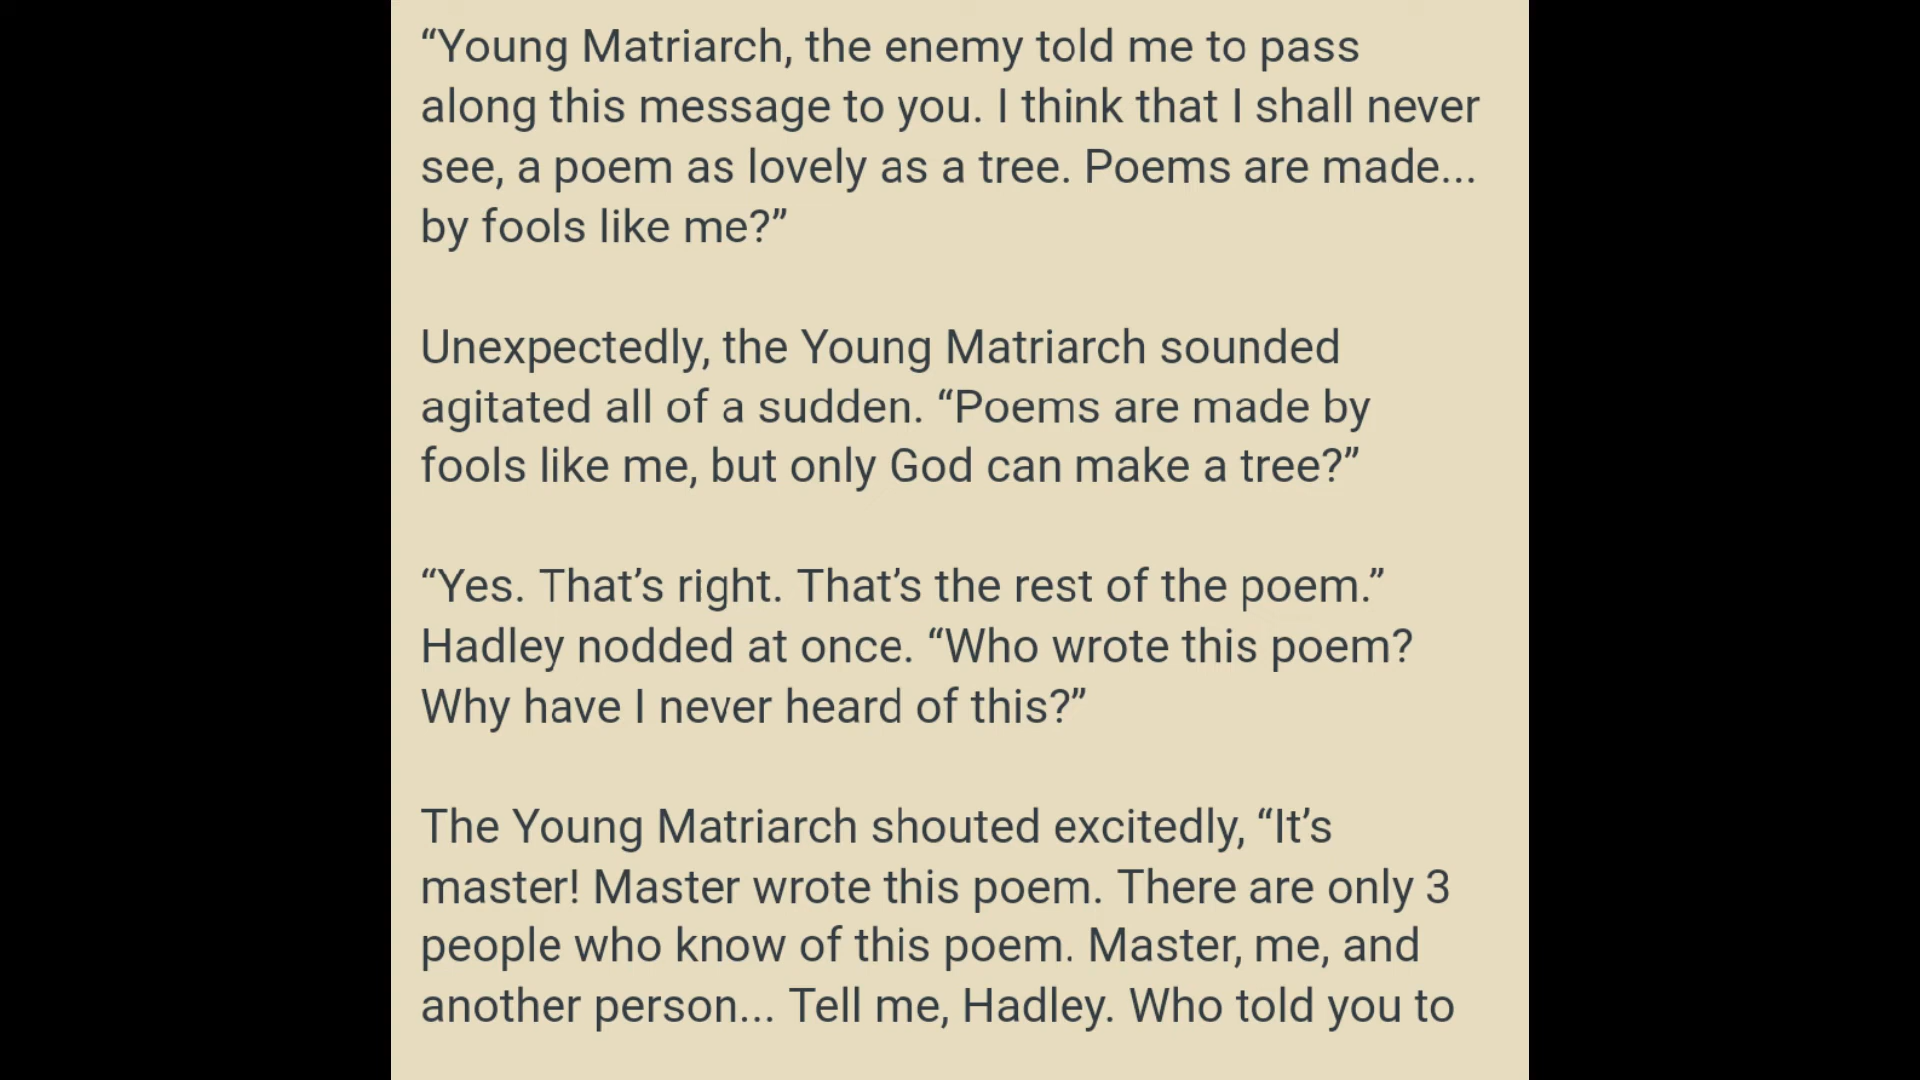 “Young Matriarch, the enemy told me to pass
along this message to you. I think that I shall never
see, a poem as lovely as a tree. Poems are made...
by fools like me?”
Unexpectedly, the Young Matriarch sounded
agitated all of a sudden. “Poems are made by
fools like me, but only God can make a tree?”
“Yes. That’s right. That’s the rest of the poem.”
Hadley nodded at once. “Who wrote this poem?
Why have I never heard of this?”
The Young Matriarch shouted excitedly, “It’s
master! Master wrote this poem. There are only 3
people who know of this poem. Master, me, and
another person... Tell me, Hadley. Who told you to